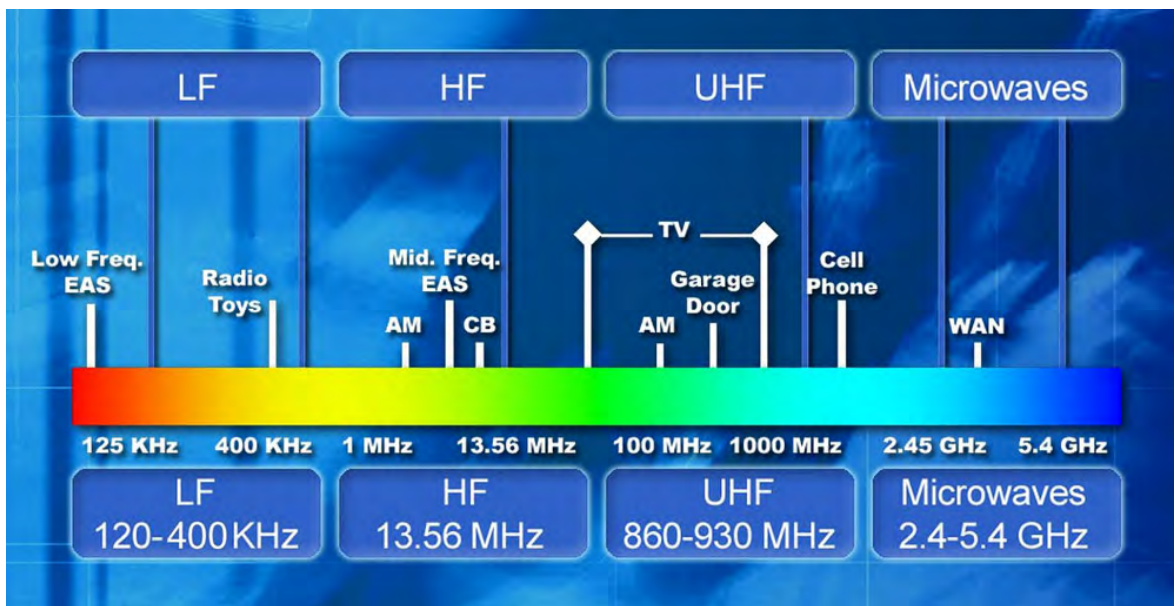 LF
HF
UHF
Microwaves
TV
Low Freq.
EAS
Radio
Toys
Mid. Freq.
EAS
AM
CB
Garage
Door
AM
Cell
Phone
WAN
125 KHz
400 KHz
1 MHz
13.56 MHz
100 MHz
1000 MHz
2.45 GHz
5.4 GHz
LF
120-400 KHz
HF
13.56 MHz
UHF
860-930 MHz
Microwaves
2.4-5.4 GHz